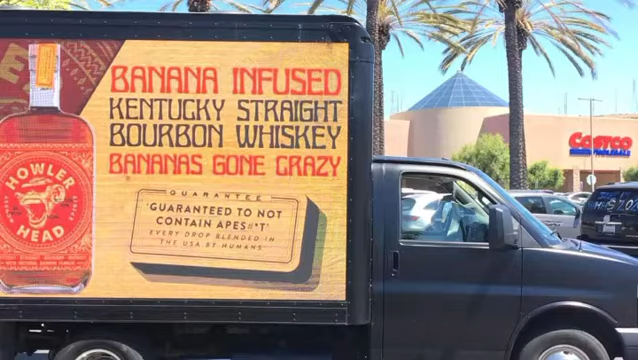 BANANA INFUSED
KENTUCKY STRAIGHT
BOURBON WHISKEY
BANANAS GONE CRAZY
GUARANTEE
'GUARANTEED TO NOT
CONTAIN APES#*T'
EVERY DROP BLENDED IN
THE USA BY HUMANS
HOWLER
HEAD
COSTCO
WHOLESALE